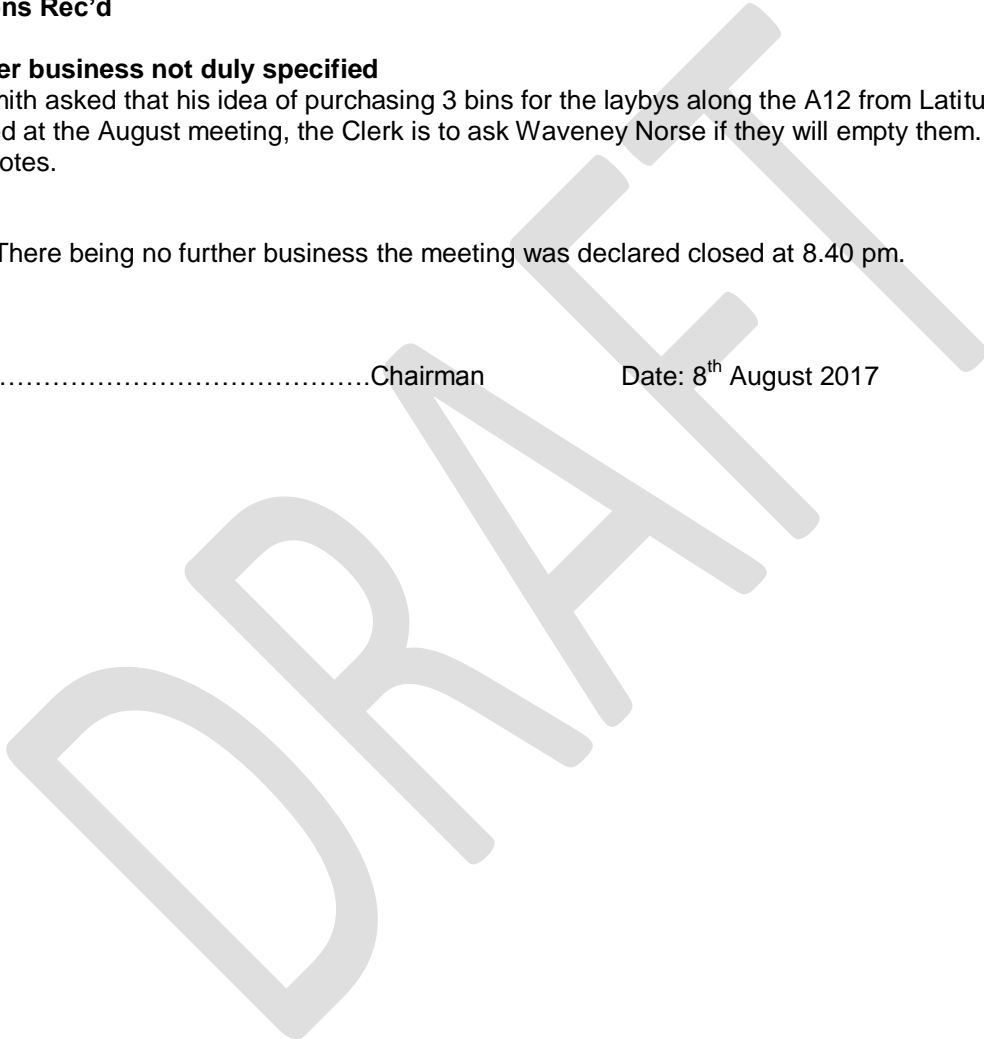 ons Rec’d
er business not duly specified
mith asked that his idea of purchasing 3 bins for the laybys along the A12 from Latitu
ed at the August meeting, the Clerk is to ask Waveney Norse if they will empty them.
otes.
There being no further business the meeting was declared closed at 8.40 pm.
…………………………………….Chairman Date: 8th August 2017
DRAFT